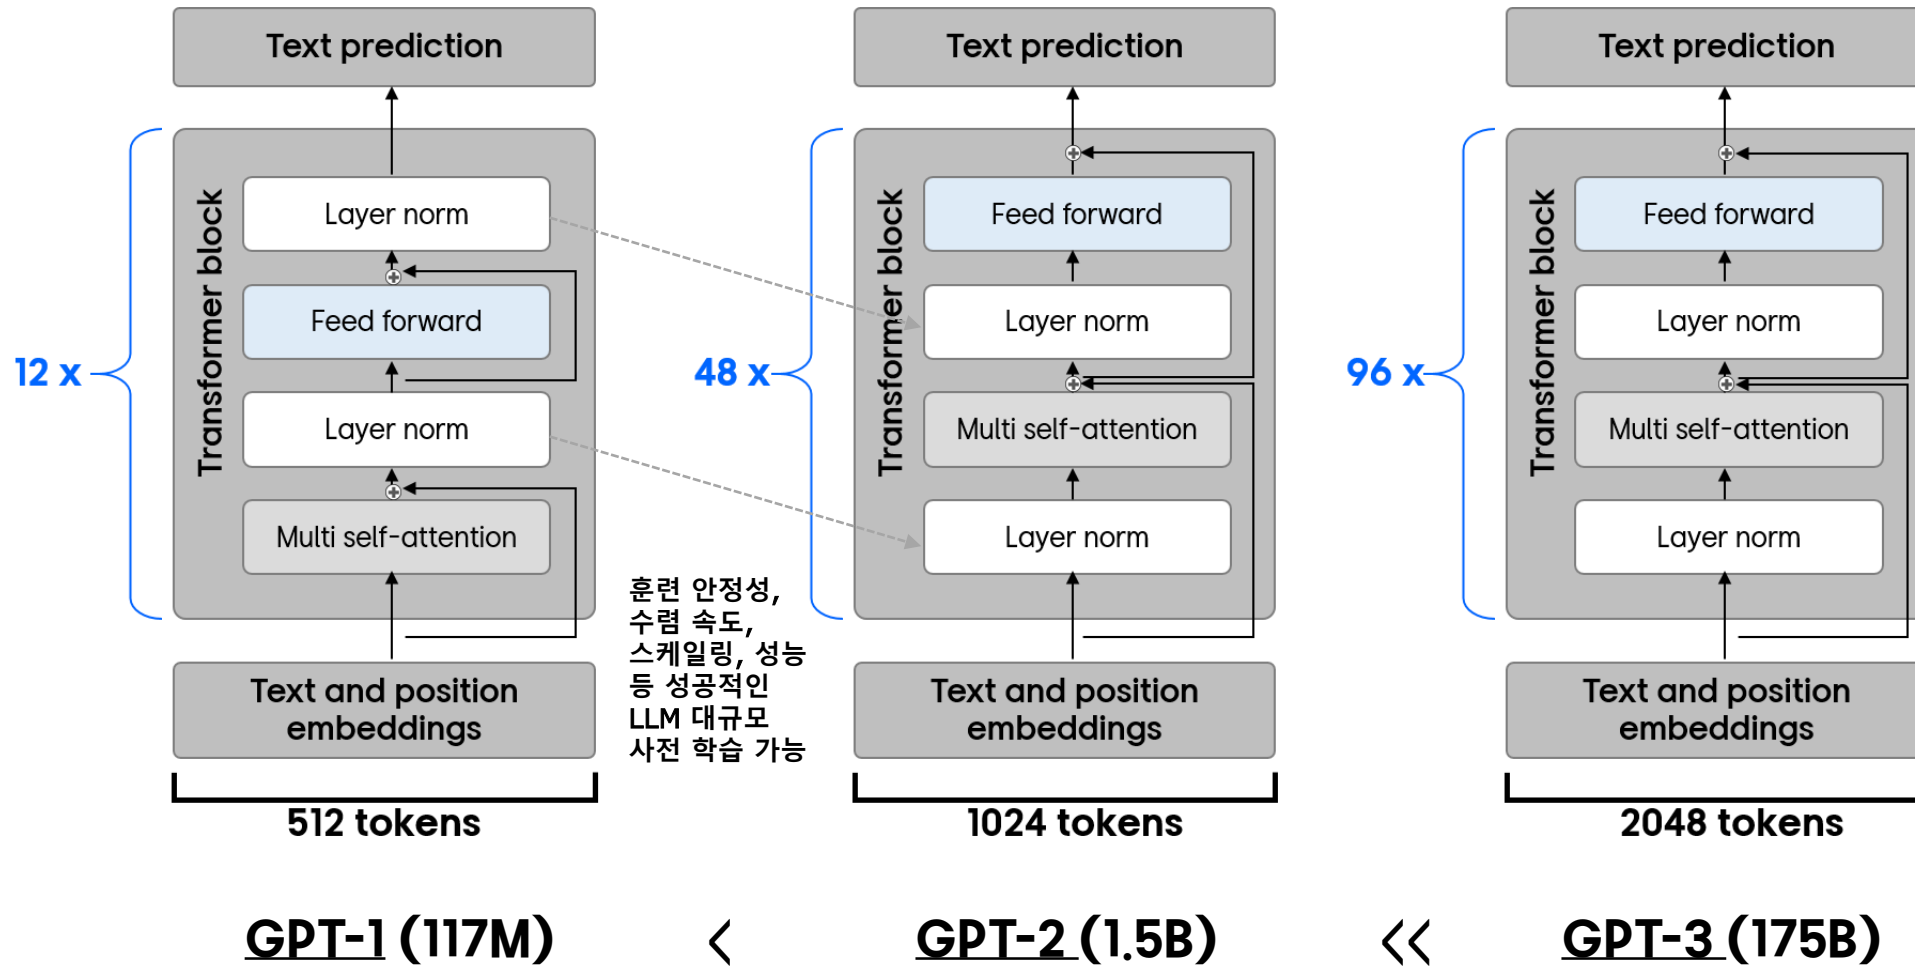 Text prediction
12 x
Transformer block
Layer norm
Feed forward
Layer norm
Multi self-attention
Text and position
embeddings
512 tokens
GPT-1 (117M)
훈련 안정성,
수렴 속도,
스케일링, 성능
등 성공적인
LLM 대규모
사전 학습 가능
<
Text prediction
48 x
Transformer block
Feed forward
Layer norm
Multi self-attention
Layer norm
Text and position
embeddings
1024 tokens
GPT-2 (1.5B)
<<
Text prediction
96 x
Transformer block
Feed forward
Layer norm
Multi self-attention
Layer norm
Text and position
embeddings
2048 tokens
GPT-3 (175B)